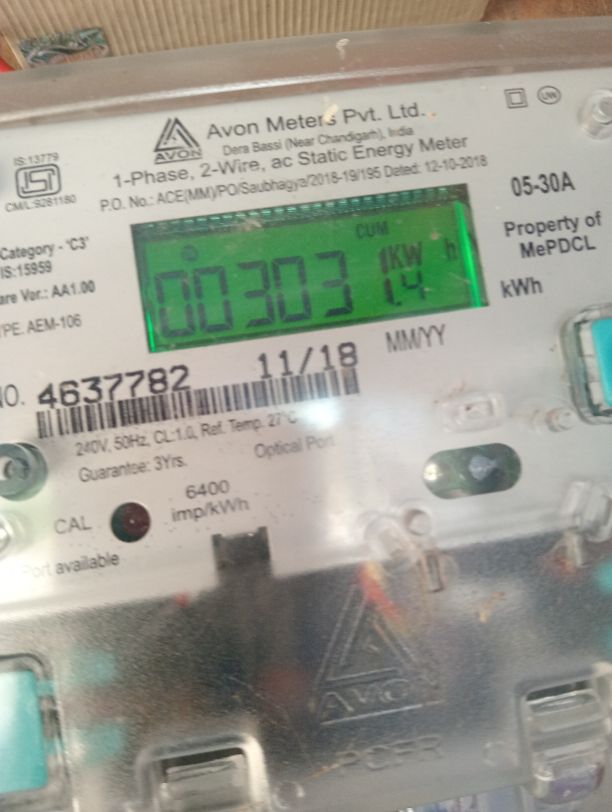 Avon Meters Pvt. Ltd.
AVON
Dera Bassi (Near Chandigarh), India
1-Phase, 2-Wire, ac Static Energy Meter
P.O. No.: ACE(MM)/PO/Saubhagya/2018-19/195 Dated: 12-10-2018
IS:13779
ISI
CM/L:9281180
05-30A
Property of
MePDCL
Category - 'C3'
IS:15959
are Ver.: AA1.00
YPE. AEM-106
CUM
00303
KW h
kWh
NO. 4637782 11/18 MM/YY
240V, 50Hz, CL:1.0, Ref. Temp. 27°C
Guarantee: 3Yrs. Optical Port
6400
imp/kWh
CAL
Port available
AVON